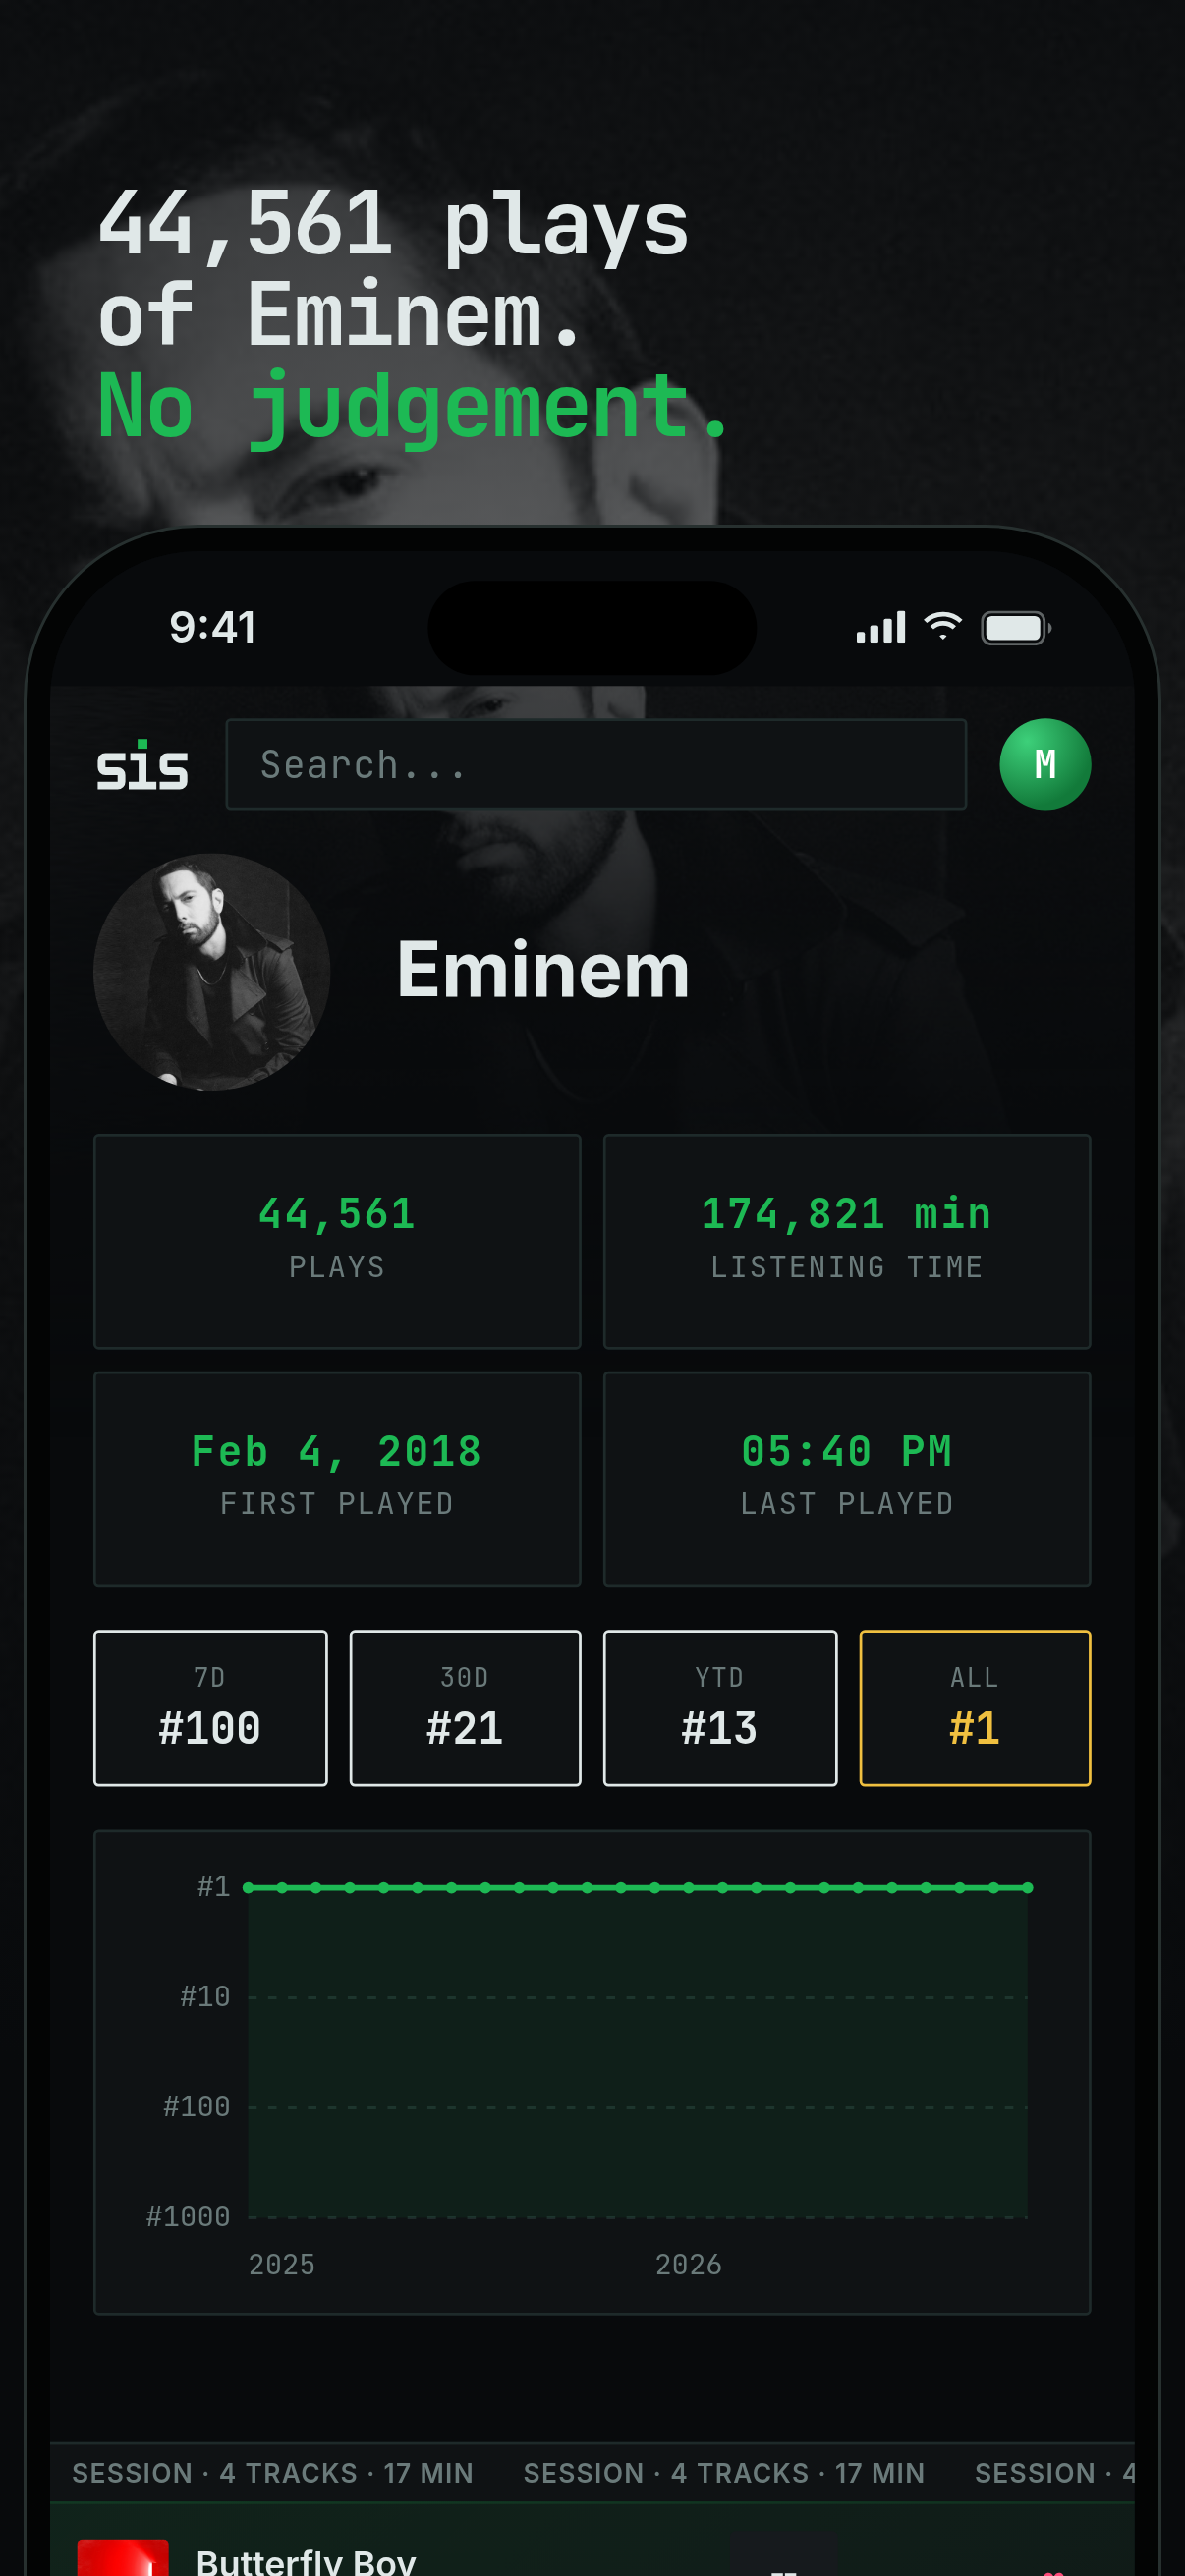 44,561 plays
of Eminem.
No judgement.
9:41
sis
Search...
M
Eminem
44,561
PLAYS
174,821 min
LISTENING TIME
Feb 4, 2018
FIRST PLAYED
05:40 PM
LAST PLAYED
7D
#100
30D
#21
YTD
#13
ALL
#1
#1
#10
#100
#1000
2025 2026
SESSION · 4 TRACKS · 17 MIN SESSION · 4 TRACKS · 17 MIN SESSION · 4
Butterfly Boy